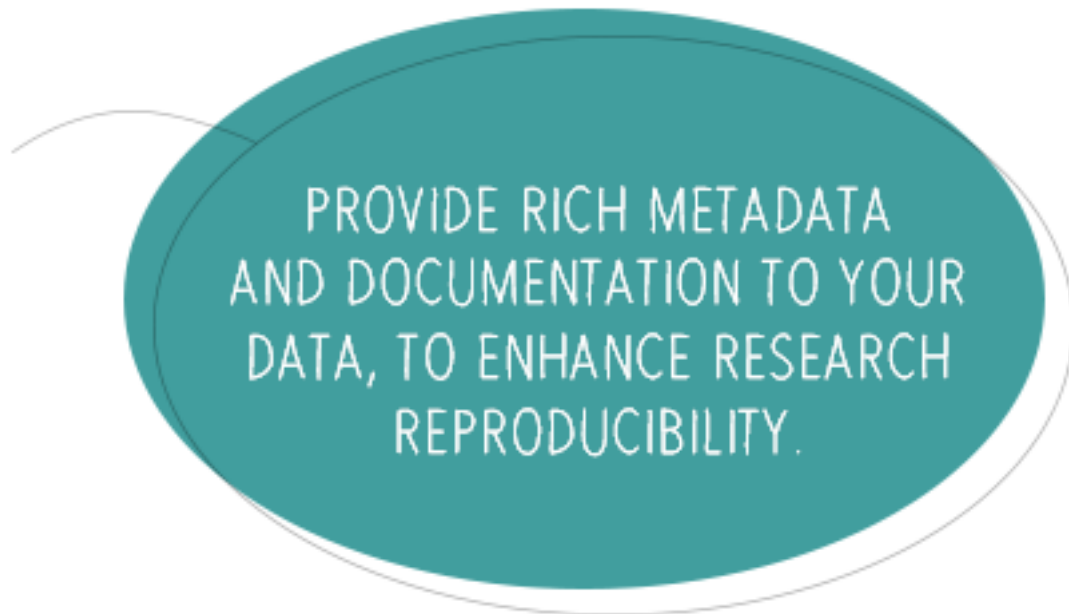 PROVIDE RICH METADATA
AND DOCUMENTATION TO YOUR
DATA, TO ENHANCE RESEARCH
REPRODUCIBILITY.